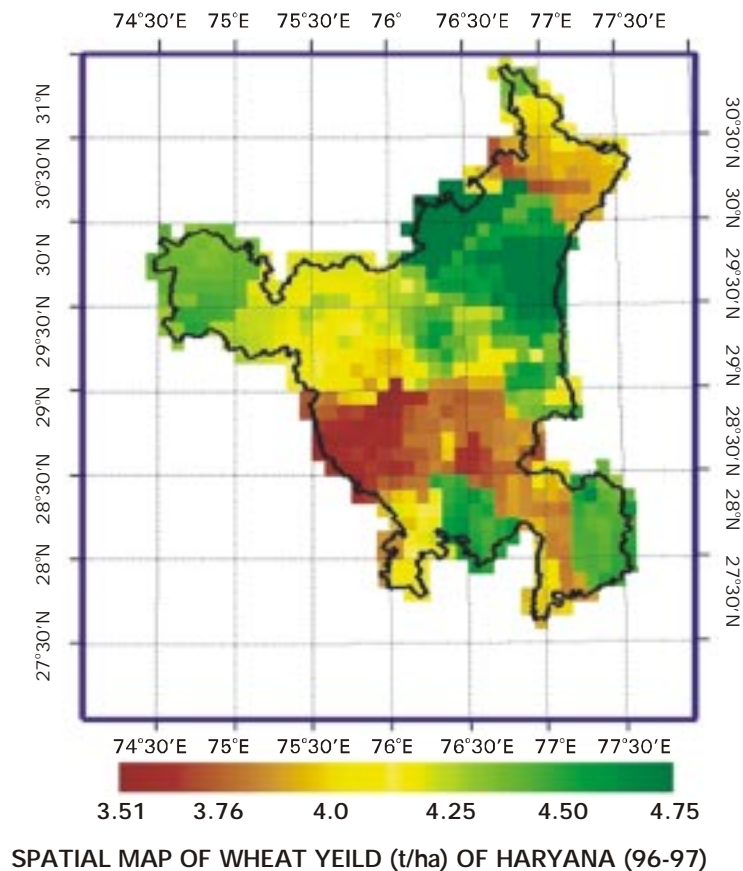 74°30′E 75°E 75°30′E 76° 76°30′E 77°E 77°30′E
31°N
30°30′N
30°N
29°30′N
29°N
28°30′N
28°N
27°30′N
30°30′N
30°N
29°30′N
29°N
28°30′N
28°N
27°30′N
74°30′E 75°E 75°30′E 76°E 76°30′E 77°E 77°30′E
3.51 3.76 4.0 4.25 4.50 4.75
SPATIAL MAP OF WHEAT YEILD (t/ha) OF HARYANA (96-97)